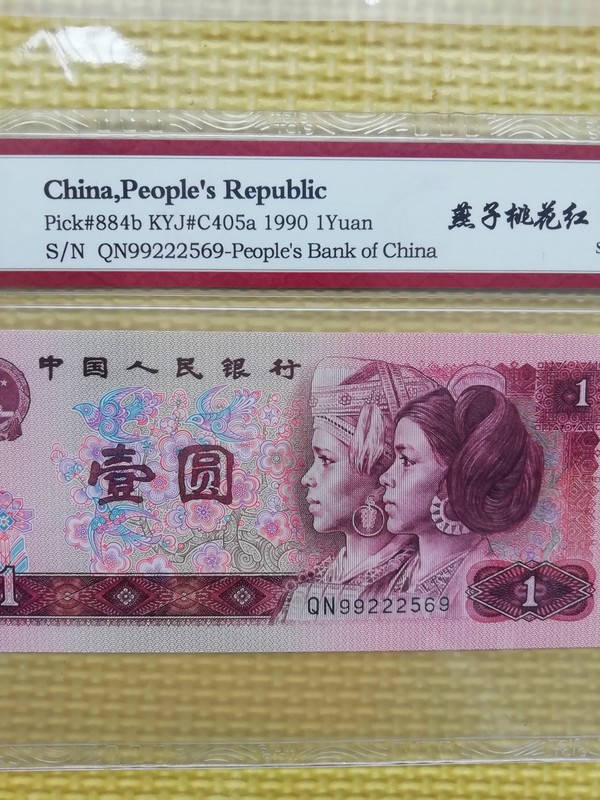 China,People's Republic
Pick#884b KYJ#C405a 1990 1Yuan
S/N QN99222569-People's Bank of China
燕子桃花红
S
中国人民银行
1
壹圆
1
QN99222569
1